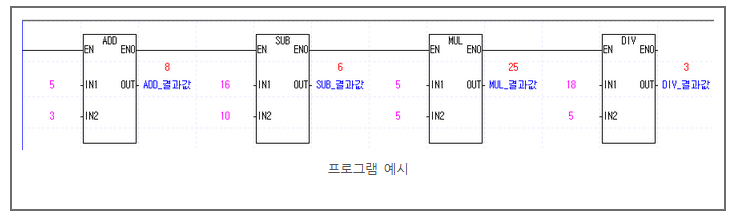 ADD SUB MUL DIV
EN ENO EN ENO EN ENO EN ENO
8 6 25 3
5 IN1 OUT ADD_결과값 16 IN1 OUT SUB_결과값 5 IN1 OUT MUL_결과값 18 IN1 OUT DIV_결과값
3 IN2 10 IN2 5 IN2 5 IN2
프로그램 예시